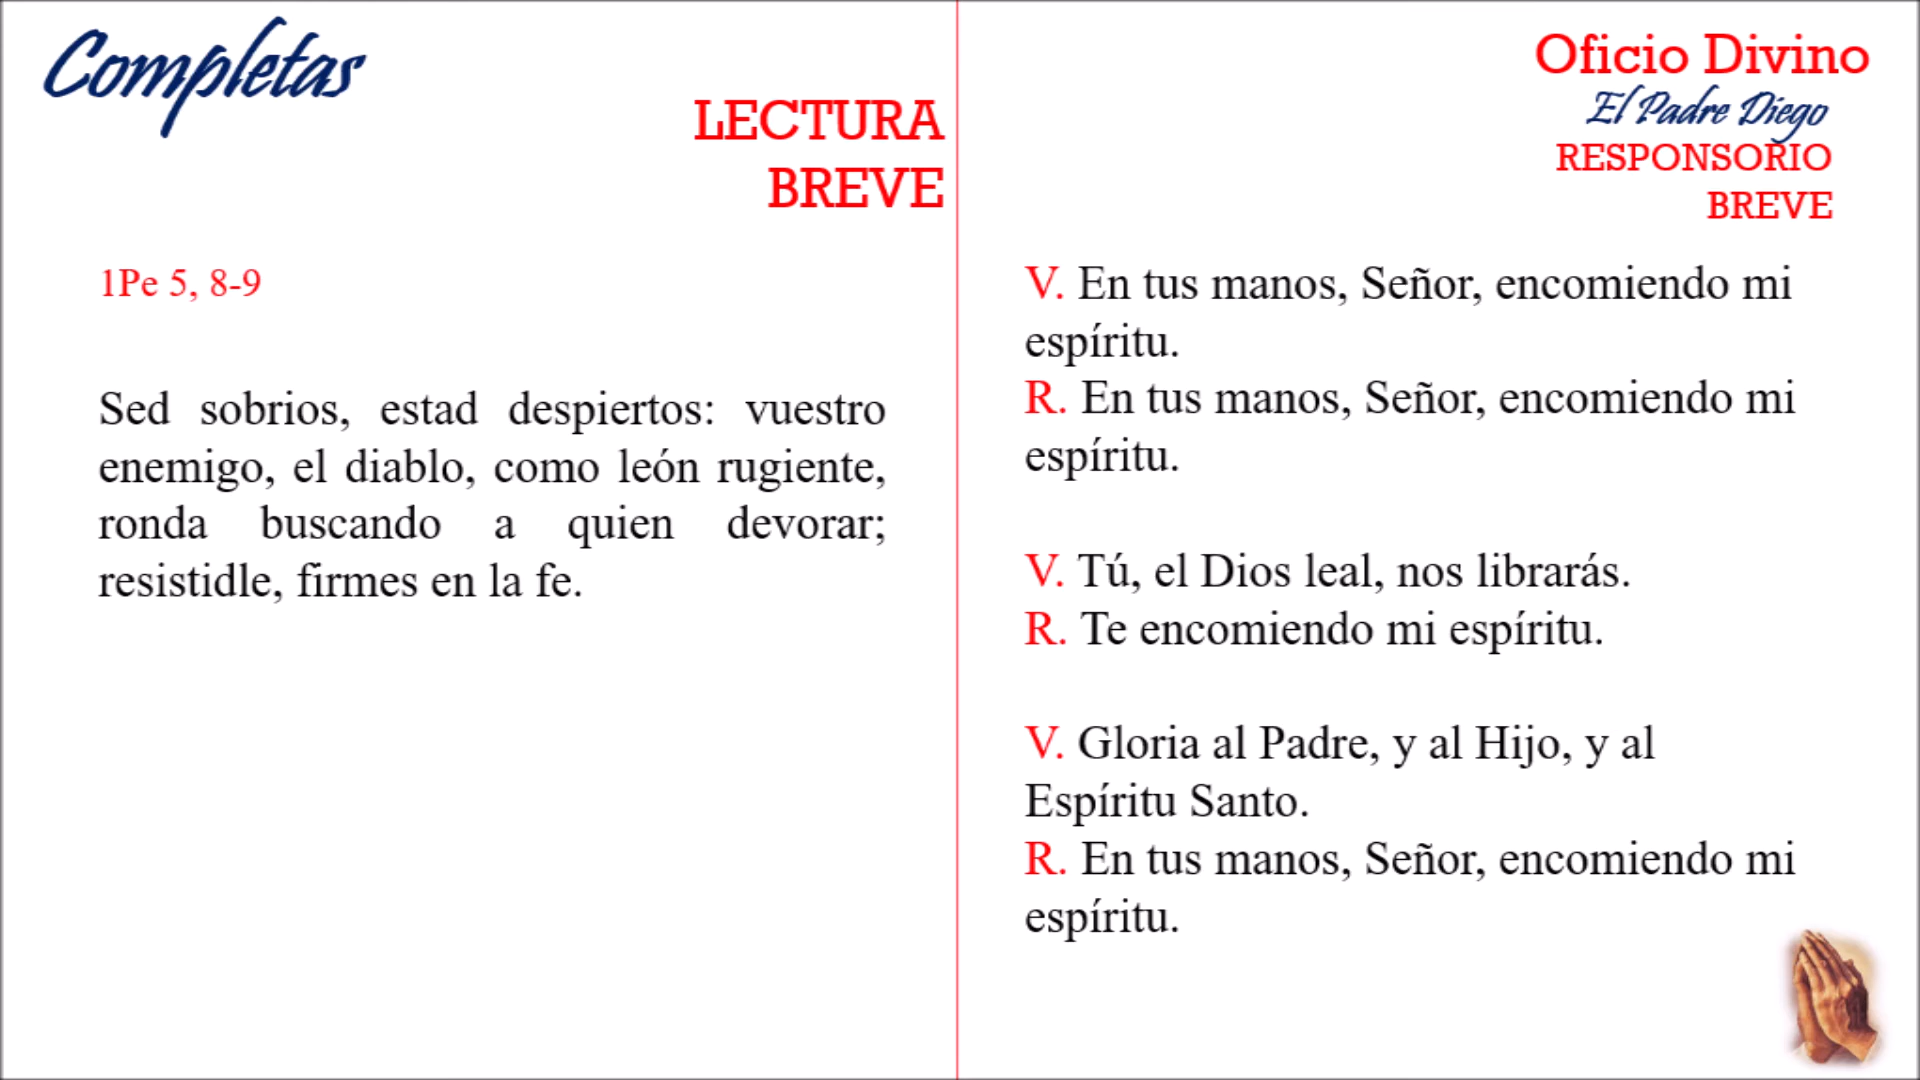 Completas
LECTURA
BREVE
1Pe 5, 8-9
Sed sobrios, estad despiertos: vuestro
enemigo, el diablo, como león rugiente,
ronda buscando a quien devorar;
resistidle, firmes en la fe.
Oficio Divino
El Padre Diego
RESPONSORIO
BREVE
V. En tus manos, Señor, encomiendo mi
espíritu.
R. En tus manos, Señor, encomiendo mi
espíritu.
V. Tú, el Dios leal, nos librarás.
R. Te encomiendo mi espíritu.
V. Gloria al Padre, y al Hijo, y al
Espíritu Santo.
R. En tus manos, Señor, encomiendo mi
espíritu.